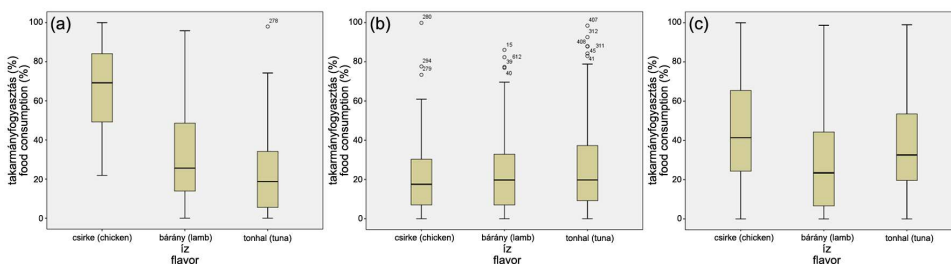 (a)
takarmányfogyasztás (%)
food consumption (%)
100
80
60
40
20
0
278
csirke (chicken)
bárány (lamb)
tonhal (tuna)
íz
flavor
(b)
takarmányfogyasztás (%)
food consumption (%)
100
80
60
40
20
0
280
294
279
15
612
39
40
407
312
408
311
45
41
csirke (chicken)
bárány (lamb)
tonhal (tuna)
íz
flavor
(c)
takarmányfogyasztás (%)
food consumption (%)
100
80
60
40
20
0
csirke (chicken)
bárány (lamb)
tonhal (tuna)
íz
flavor